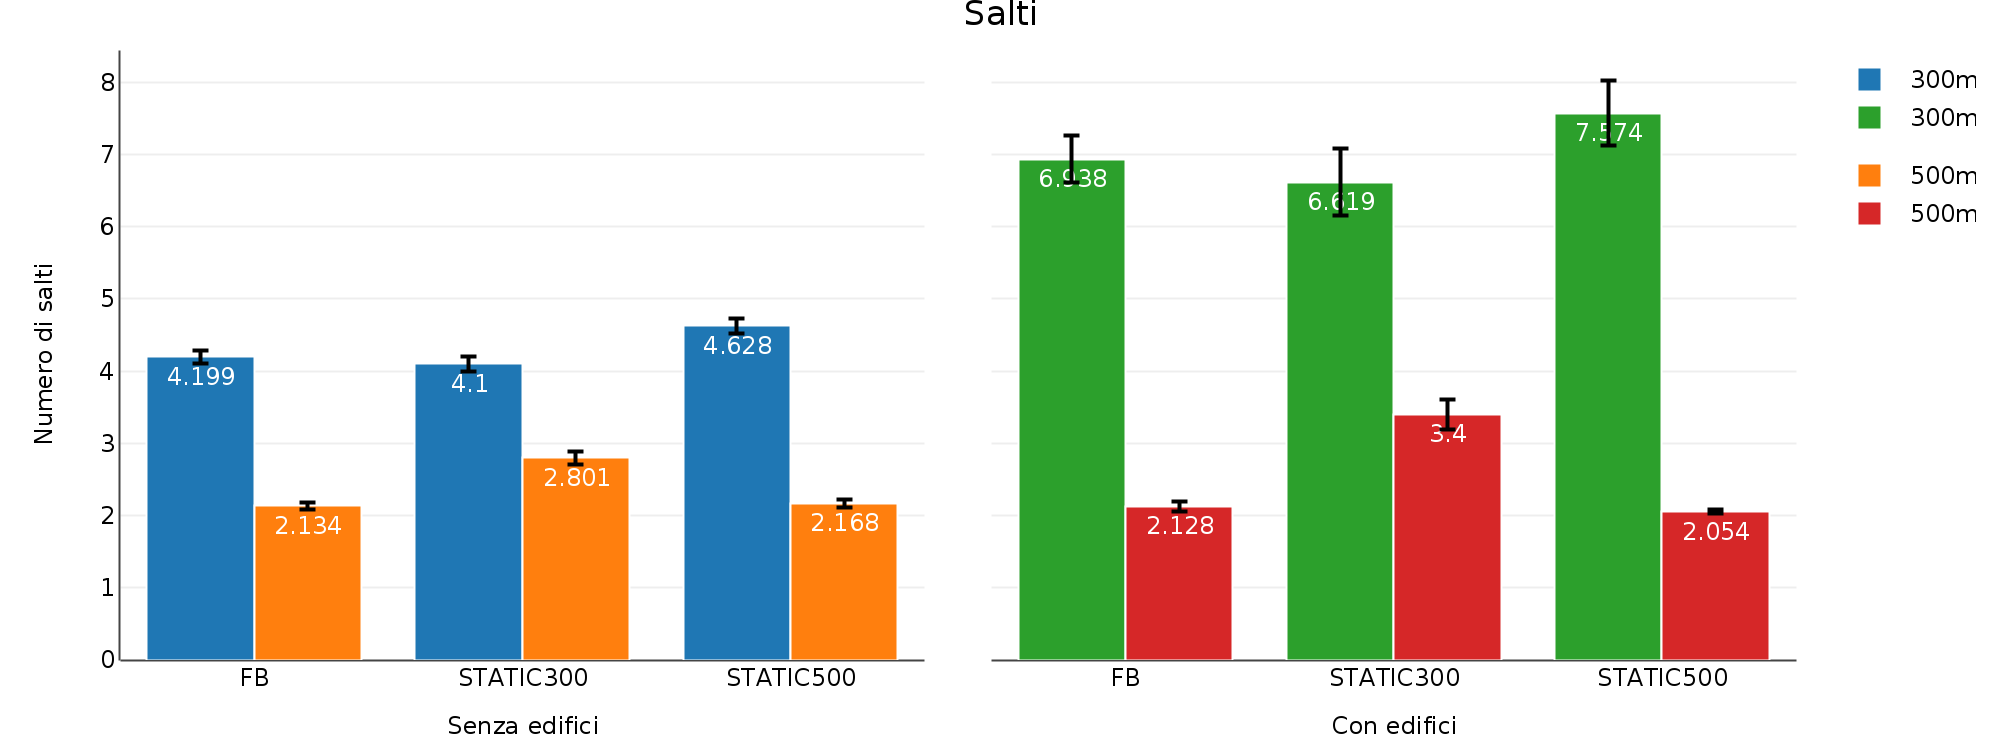 Salti
Numero di salti
8
7
6
5
4
3
2
1
0
4.199
2.134
4.1
2.801
4.628
2.168
FB
STATIC300
STATIC500
Senza edifici
6.938
2.128
6.619
3.4
7.574
2.054
FB
STATIC300
STATIC500
Con edifici
300m
300m
500m
500m